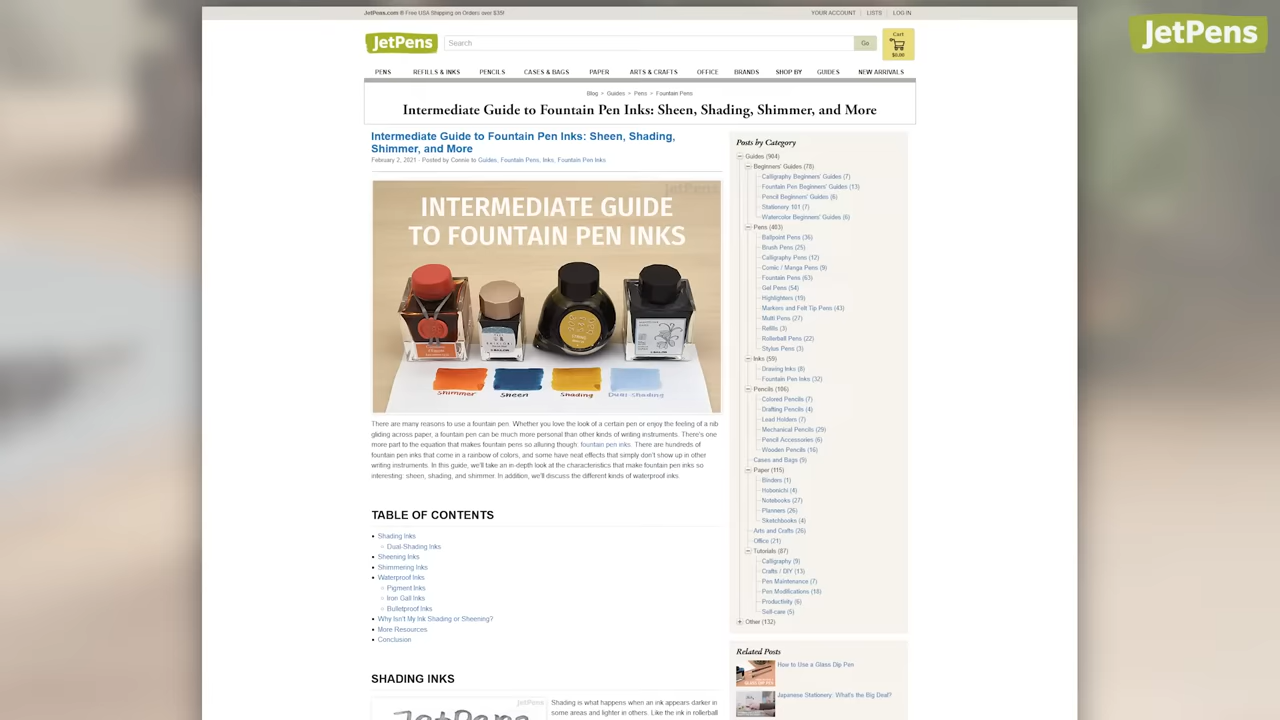 JetPens.com ® Free USA Shipping on Orders over $35!
YOUR ACCOUNT | LISTS | LOG IN
JetPens
JetPens
Search
Go
Cart
$0.00
PENS REFILLS & INKS PENCILS CASES & BAGS PAPER ARTS & CRAFTS OFFICE BRANDS SHOP BY GUIDES NEW ARRIVALS
Blog » Guides » Pens » Fountain Pens
Intermediate Guide to Fountain Pen Inks: Sheen, Shading, Shimmer, and More
Intermediate Guide to Fountain Pen Inks: Sheen, Shading,
Shimmer, and More
February 2, 2021 - Posted by Connie to Guides, Fountain Pens, Inks, Fountain Pen Inks
JetPens
INTERMEDIATE GUIDE
TO FOUNTAIN PEN INKS
Shimmer
Sheen
Shading
Dual Shading
There are many reasons to use a fountain pen. Whether you love the look of a certain pen or enjoy the feeling of a nib
gliding across paper, a fountain pen can be much more personal than other kinds of writing instruments. There's one
more part to the equation that makes fountain pens so alluring though: fountain pen inks. There are hundreds of
fountain pen inks that come in a rainbow of colors, and some have neat effects that simply don't show up in other
writing instruments. In this guide, we'll take an in-depth look at the characteristics that make fountain pen inks so
interesting: sheen, shading, and shimmer. In addition, we'll discuss the different kinds of waterproof inks.
TABLE OF CONTENTS
Shading Inks
Dual-Shading Inks
Sheening Inks
Shimmering Inks
Waterproof Inks
Pigment Inks
Iron Gall Inks
Bulletproof Inks
Why Isn't My Ink Shading or Sheening?
More Resources
Conclusion
SHADING INKS
JetPens
JetPens
Shading is what happens when an ink appears darker in
some areas and lighter in others. Like the ink in rollerball
Posts by Category
Guides (904)
Beginners' Guides (78)
Calligraphy Beginners' Guides (7)
Fountain Pen Beginners' Guides (13)
Pencil Beginners' Guides (6)
Stationery 101 (7)
Watercolor Beginners' Guides (6)
Pens (403)
Ballpoint Pens (36)
Brush Pens (25)
Calligraphy Pens (12)
Comic / Manga Pens (9)
Fountain Pens (63)
Gel Pens (54)
Highlighters (19)
Markers and Felt Tip Pens (43)
Multi Pens (27)
Refills (3)
Rollerball Pens (22)
Stylus Pens (3)
Inks (59)
Drawing Inks (8)
Fountain Pen Inks (32)
Pencils (106)
Colored Pencils (7)
Drafting Pencils (4)
Lead Holders (7)
Mechanical Pencils (29)
Pencil Accessories (6)
Wooden Pencils (16)
Cases and Bags (9)
Paper (115)
Binders (1)
Hobonichi (4)
Notebooks (27)
Planners (26)
Sketchbooks (4)
Arts and Crafts (26)
Office (21)
Tutorials (87)
Calligraphy (9)
Crafts / DIY (13)
Pen Maintenance (7)
Pen Modifications (18)
Productivity (6)
Self-care (5)
Other (132)
Related Posts
How to Use a Glass Dip Pen
Japanese Stationery: What's the Big Deal?